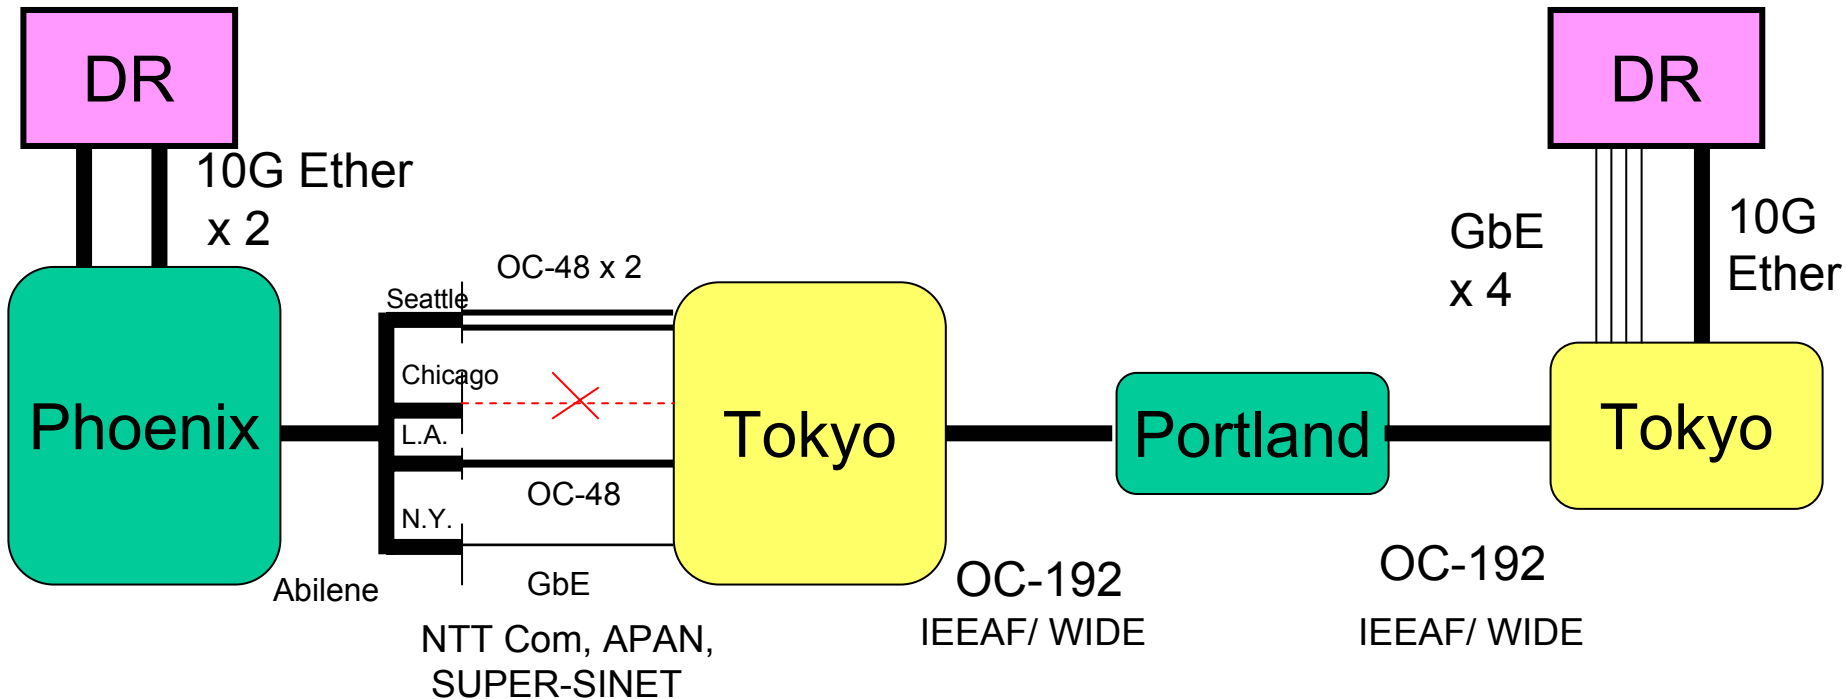 DR
DR
10G Ether
x 2
GbE
x 4
10G
Ether
OC-48 x 2
Seattle
Chicago
Phoenix
L.A.
Tokyo
Portland
Tokyo
OC-48
N.Y.
Abilene
GbE
OC-192
IEEAF/ WIDE
OC-192
IEEAF/ WIDE
NTT Com, APAN,
SUPER-SINET